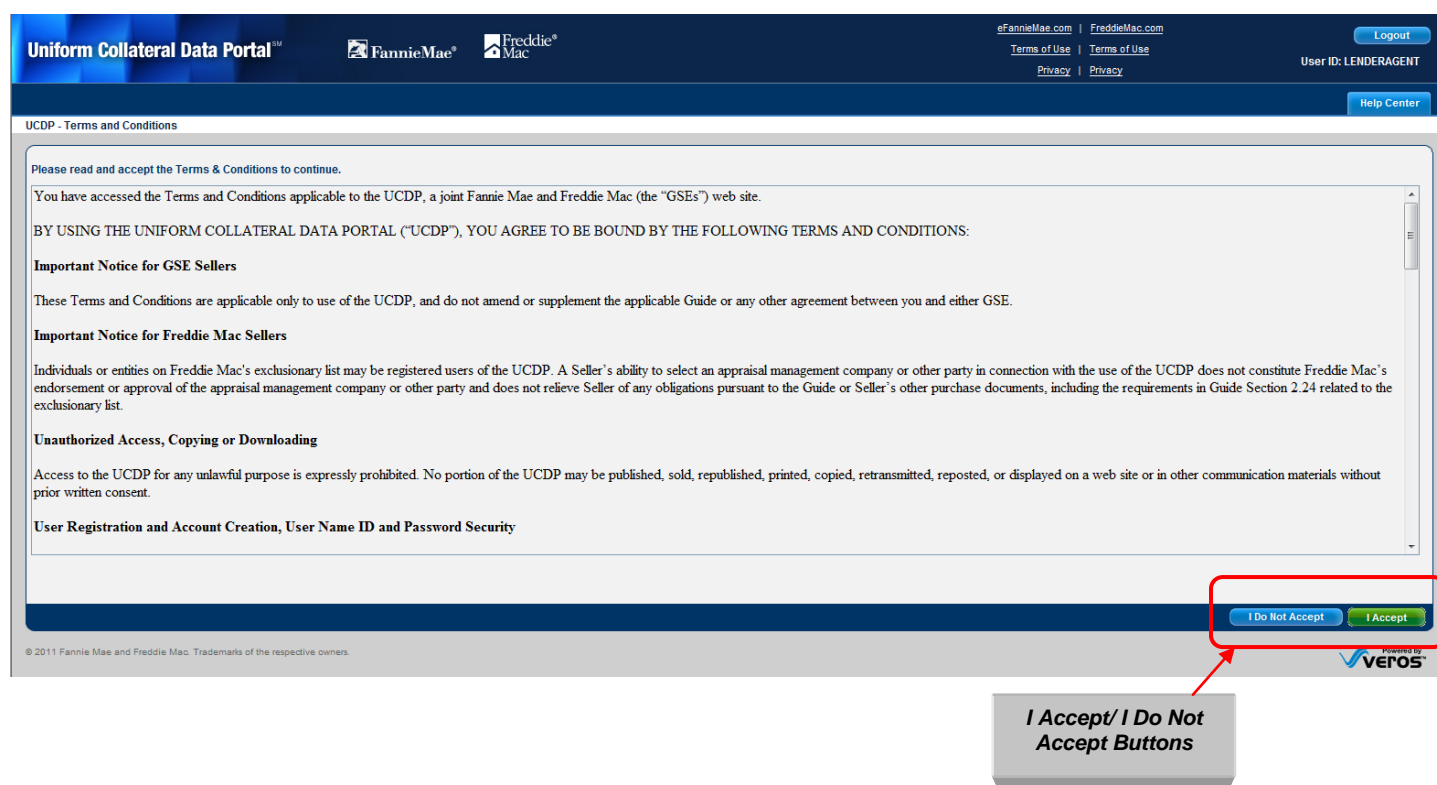 Uniform Collateral Data Portal℠
FannieMae®
Freddie®
Mac
eFannieMae.com | FreddieMac.com
Terms of Use | Terms of Use
Privacy | Privacy
Logout
User ID: LENDERAGENT
Help Center
UCDP - Terms and Conditions
Please read and accept the Terms & Conditions to continue.
You have accessed the Terms and Conditions applicable to the UCDP, a joint Fannie Mae and Freddie Mac (the “GSEs”) web site.
BY USING THE UNIFORM COLLATERAL DATA PORTAL (“UCDP”), YOU AGREE TO BE BOUND BY THE FOLLOWING TERMS AND CONDITIONS:
Important Notice for GSE Sellers
These Terms and Conditions are applicable only to use of the UCDP, and do not amend or supplement the applicable Guide or any other agreement between you and either GSE.
Important Notice for Freddie Mac Sellers
Individuals or entities on Freddie Mac's exclusionary list may be registered users of the UCDP. A Seller’s ability to select an appraisal management company or other party in connection with the use of the UCDP does not constitute Freddie Mac’s
endorsement or approval of the appraisal management company or other party and does not relieve Seller of any obligations pursuant to the Guide or Seller’s other purchase documents, including the requirements in Guide Section 2.24 related to the
exclusionary list.
Unauthorized Access, Copying or Downloading
Access to the UCDP for any unlawful purpose is expressly prohibited. No portion of the UCDP may be published, sold, republished, printed, copied, retransmitted, reposted, or displayed on a web site or in other communication materials without
prior written consent.
User Registration and Account Creation, User Name ID and Password Security
I Do Not Accept
I Accept
© 2011 Fannie Mae and Freddie Mac. Trademarks of the respective owners.
Powered by
veros™
I Accept/ I Do Not
Accept Buttons